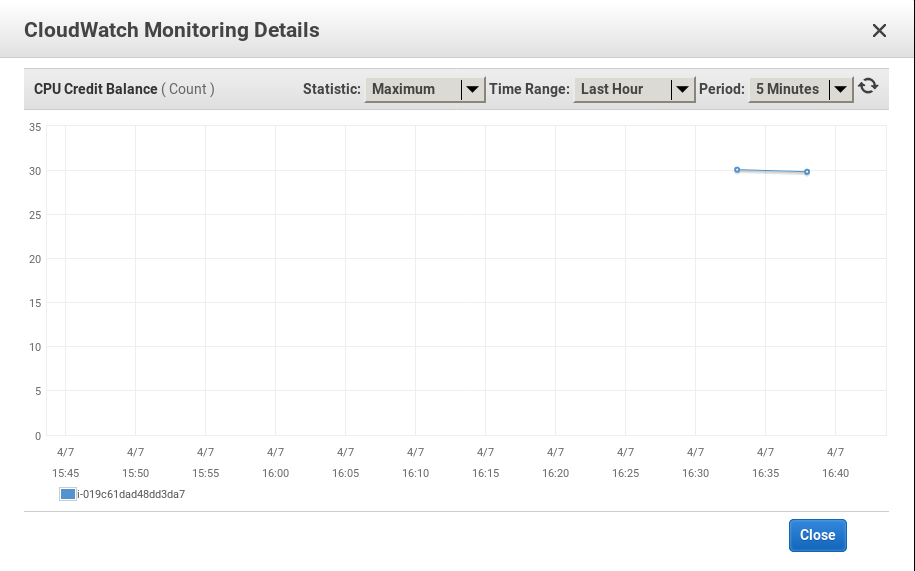 CloudWatch Monitoring Details
CPU Credit Balance ( Count ) Statistic: Maximum Time Range: Last Hour Period: 5 Minutes
35
30
25
20
15
10
5
0
4/7 4/7 4/7 4/7 4/7 4/7 4/7 4/7 4/7 4/7 4/7 4/7
15:45 15:50 15:55 16:00 16:05 16:10 16:15 16:20 16:25 16:30 16:35 16:40
i-019c61dad48dd3da7
Close